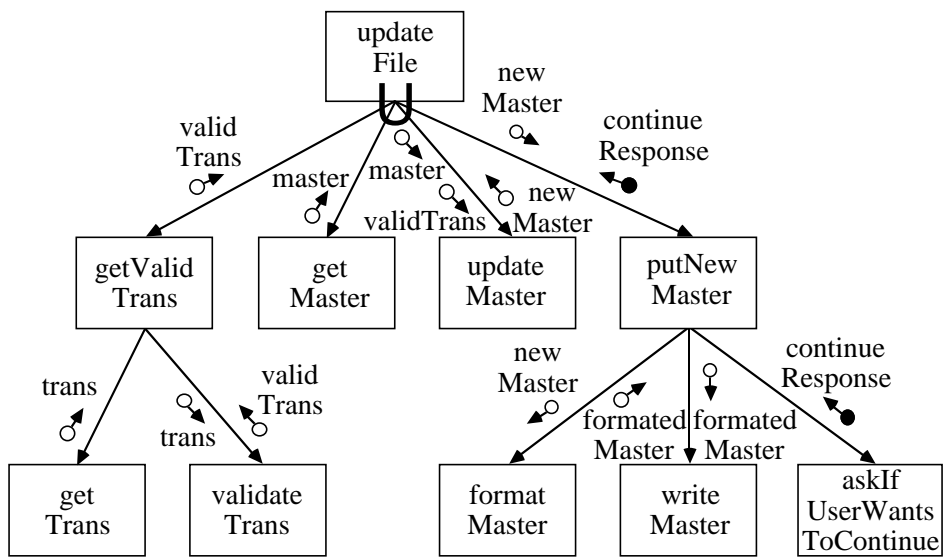 update
File
new
Master
continue
Response
valid
Trans
master
master
validTrans
new
Master
getValid
Trans
get
Master
update
Master
putNew
Master
trans
trans
valid
Trans
new
Master
formated
Master
formated
Master
continue
Response
get
Trans
validate
Trans
format
Master
write
Master
askIf
UserWants
ToContinue